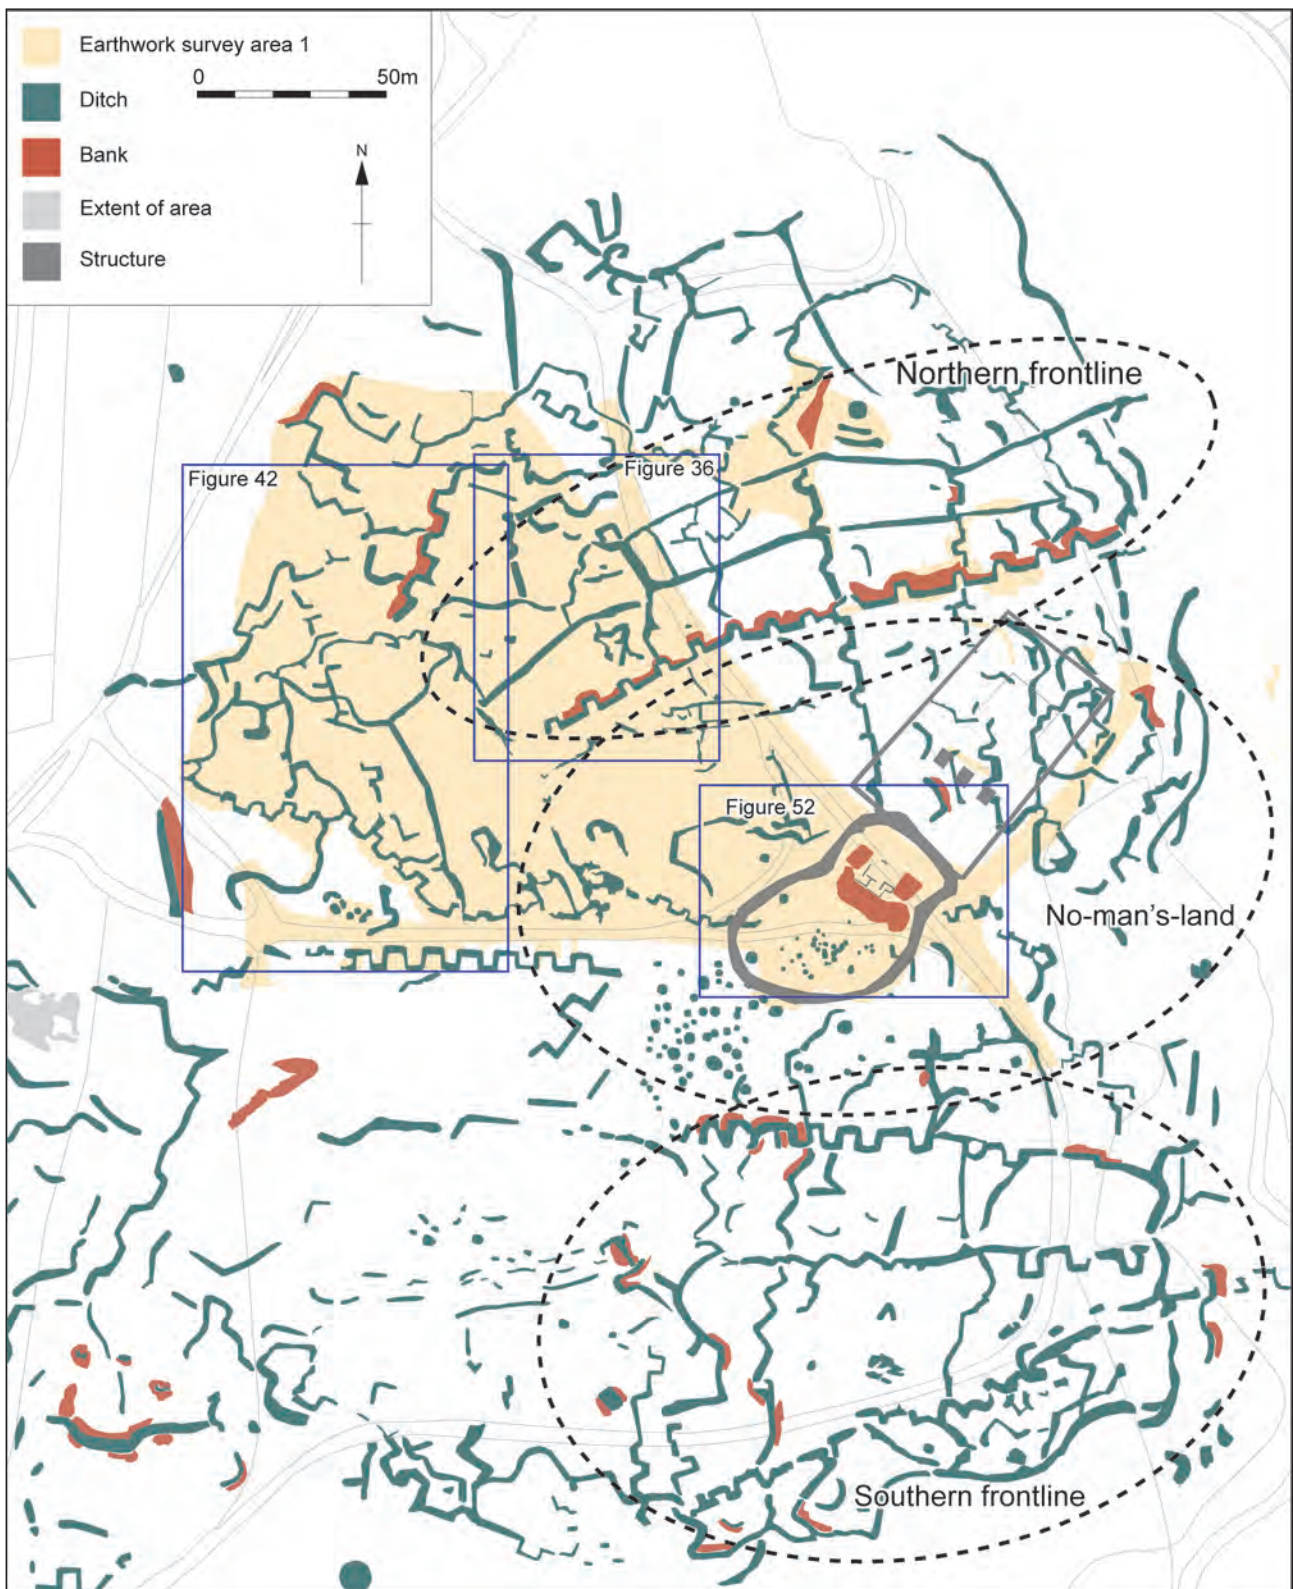 Earthwork survey area 1
0 50m
Ditch
Bank
N
Extent of area
Structure
Northern frontline
Figure 42
Figure 36
Figure 52
No-man's-land
Southern frontline